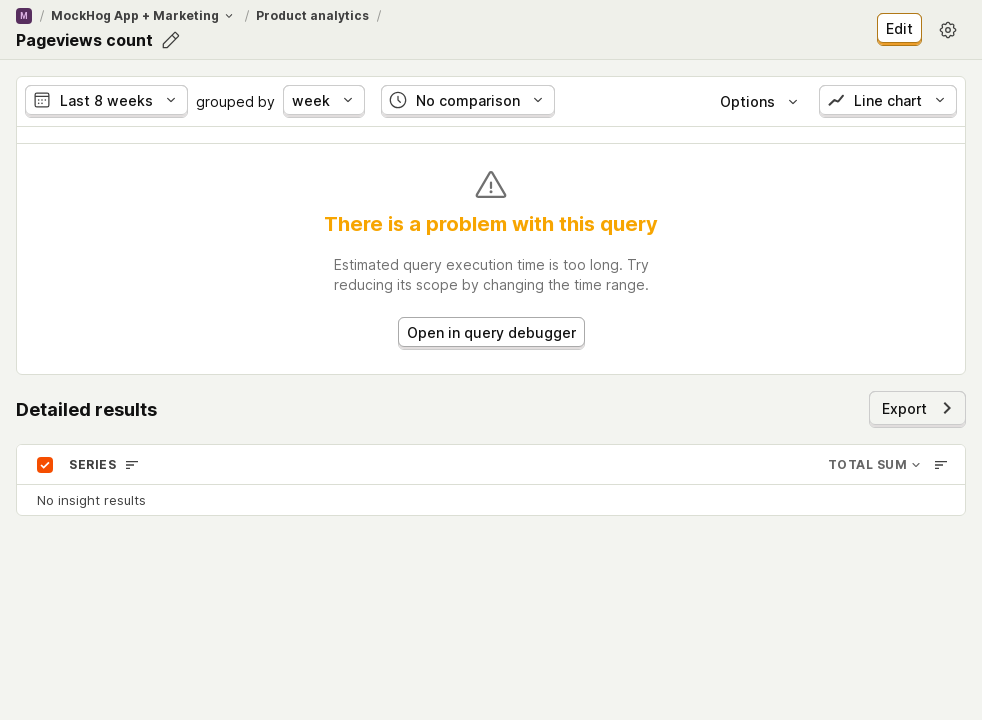 M / MockHog App + Marketing / Product analytics /
Pageviews count
Edit
Last 8 weeks grouped by week No comparison Options Line chart
There is a problem with this query
Estimated query execution time is too long. Try
reducing its scope by changing the time range.
Open in query debugger
Detailed results
Export
SERIES TOTAL SUM
No insight results